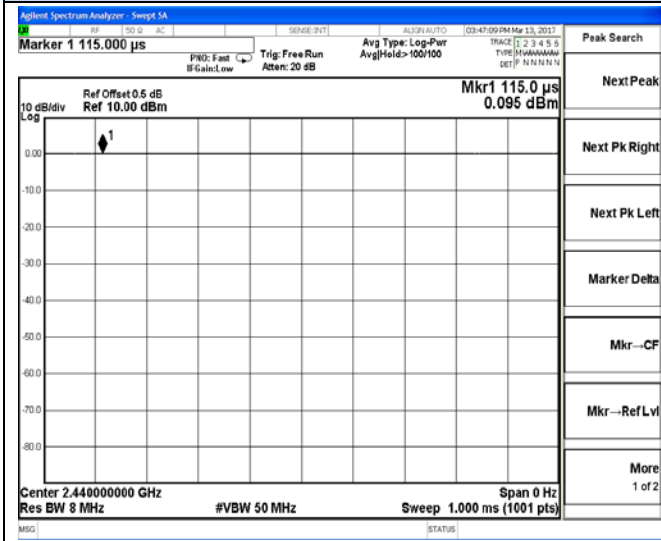 Agilent Spectrum Analyzer - Swept SA
RF 50 Ω AC SENSE:INT ALIGN AUTO 03:47:09 PM Mar 13, 2017
Marker 1 115.000 µs
PNO: Fast
IFGain:Low
Trig: Free Run
Atten: 20 dB
Avg Type: Log-Pwr
Avg|Hold:>100/100
TRACE 1 2 3 4 5 6
TYPE
DET P N N N N N
Peak Search
Next Peak
Next Pk Right
Next Pk Left
Marker Delta
Mkr→CF
Mkr→Ref Lvl
More
1 of 2
Mkr1 115.0 µs
0.095 dBm
Ref Offset 0.5 dB
10 dB/div Ref 10.00 dBm
Log
1
0.00
-10.0
-20.0
-30.0
-40.0
-50.0
-60.0
-70.0
-80.0
Center 2.440000000 GHz Span 0 Hz
Res BW 8 MHz #VBW 50 MHz Sweep 1.000 ms (1001 pts)
MSG STATUS